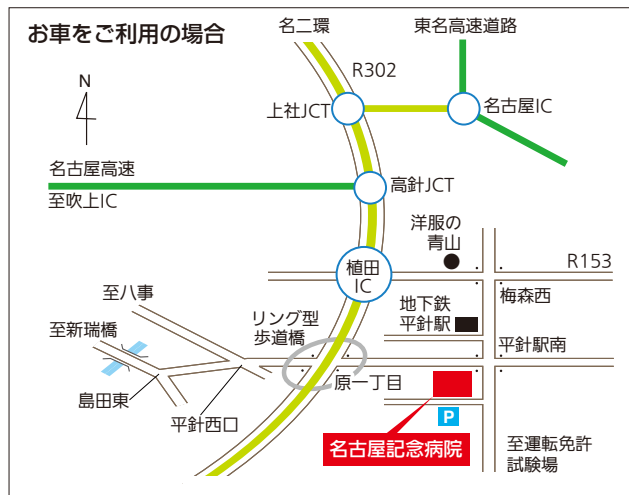 お車をご利用の場合
名二環
東名高速道路
R302
N
上社JCT
名古屋IC
名古屋高速
至吹上IC
高針JCT
洋服の
青山
植田
IC
R153
至八事
梅森西
地下鉄
平針駅
至新瑞橋
リング型
歩道橋
平針駅南
原一丁目
島田東
平針西口
P
名古屋記念病院
至運転免許
試験場